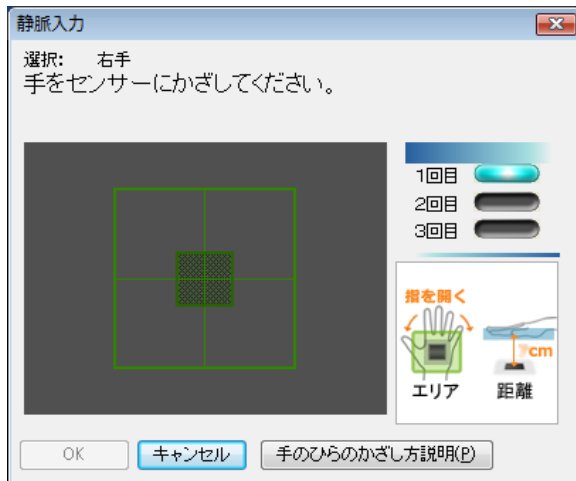 静脈入力
選択: 右手
手をセンサーにかざしてください。
1回目
2回目
3回目
指を開く
7cm
エリア
距離
OK
キャンセル
手のひらのかざし方説明(P)